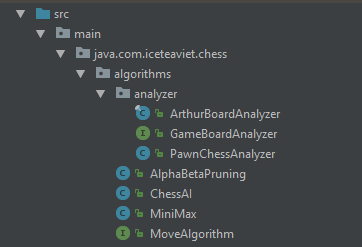 src
main
java.com.iceteaviet.chess
algorithms
analyzer
C ArthurBoardAnalyzer
I GameBoardAnalyzer
C PawnChessAnalyzer
C AlphaBetaPruning
C ChessAI
C MiniMax
I MoveAlgorithm